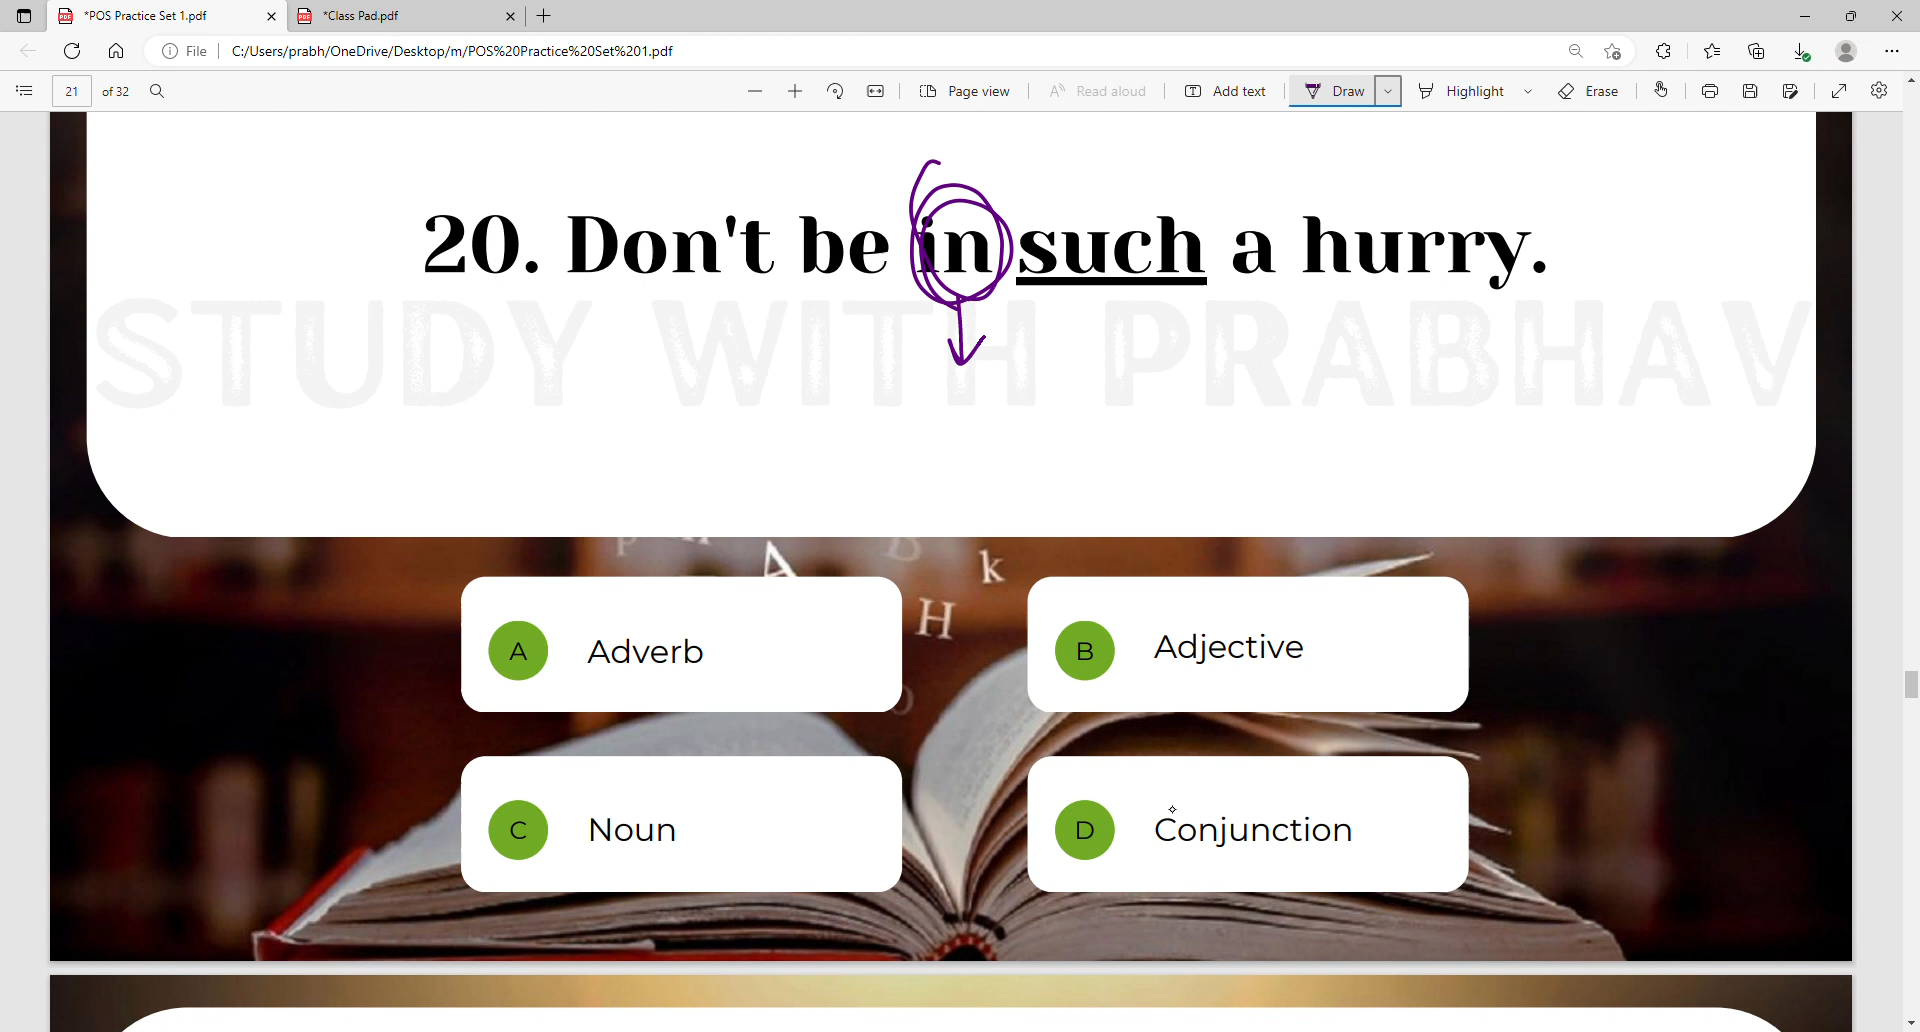 *POS Practice Set 1.pdf
*Class Pad.pdf
File
C:/Users/prabh/OneDrive/Desktop/m/POS%20Practice%20Set%201.pdf
21 of 32
Page view
Read aloud
Add text
Draw
Highlight
Erase
20. Don't be in such a hurry.
STUDY WITH PRABHAV
A
B
k
H
A Adverb
B Adjective
C Noun
D Conjunction